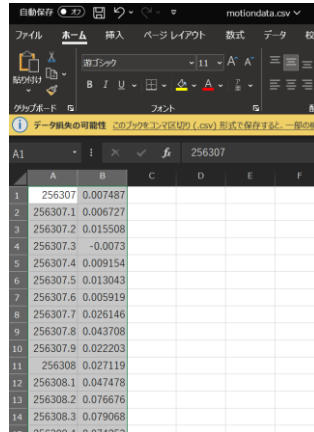 自動保存 オフ motiondata.csv
ファイル ホーム 挿入 ページ レイアウト 数式 データ 校
貼り付け 游ゴシック 11 A A
B I U A
クリップボード フォント
データ損失の可能性 このブックをコンマ区切り (.csv) 形式で保存すると、一部の機
A1 fx 256307
A B C D E F
1 256307 0.007487
2 256307.1 0.006727
3 256307.2 0.015508
4 256307.3 -0.0073
5 256307.4 0.009154
6 256307.5 0.013043
7 256307.6 0.005919
8 256307.7 0.026146
9 256307.8 0.043708
10 256307.9 0.022203
11 256308 0.027119
12 256308.1 0.047478
13 256308.2 0.076676
14 256308.3 0.079068